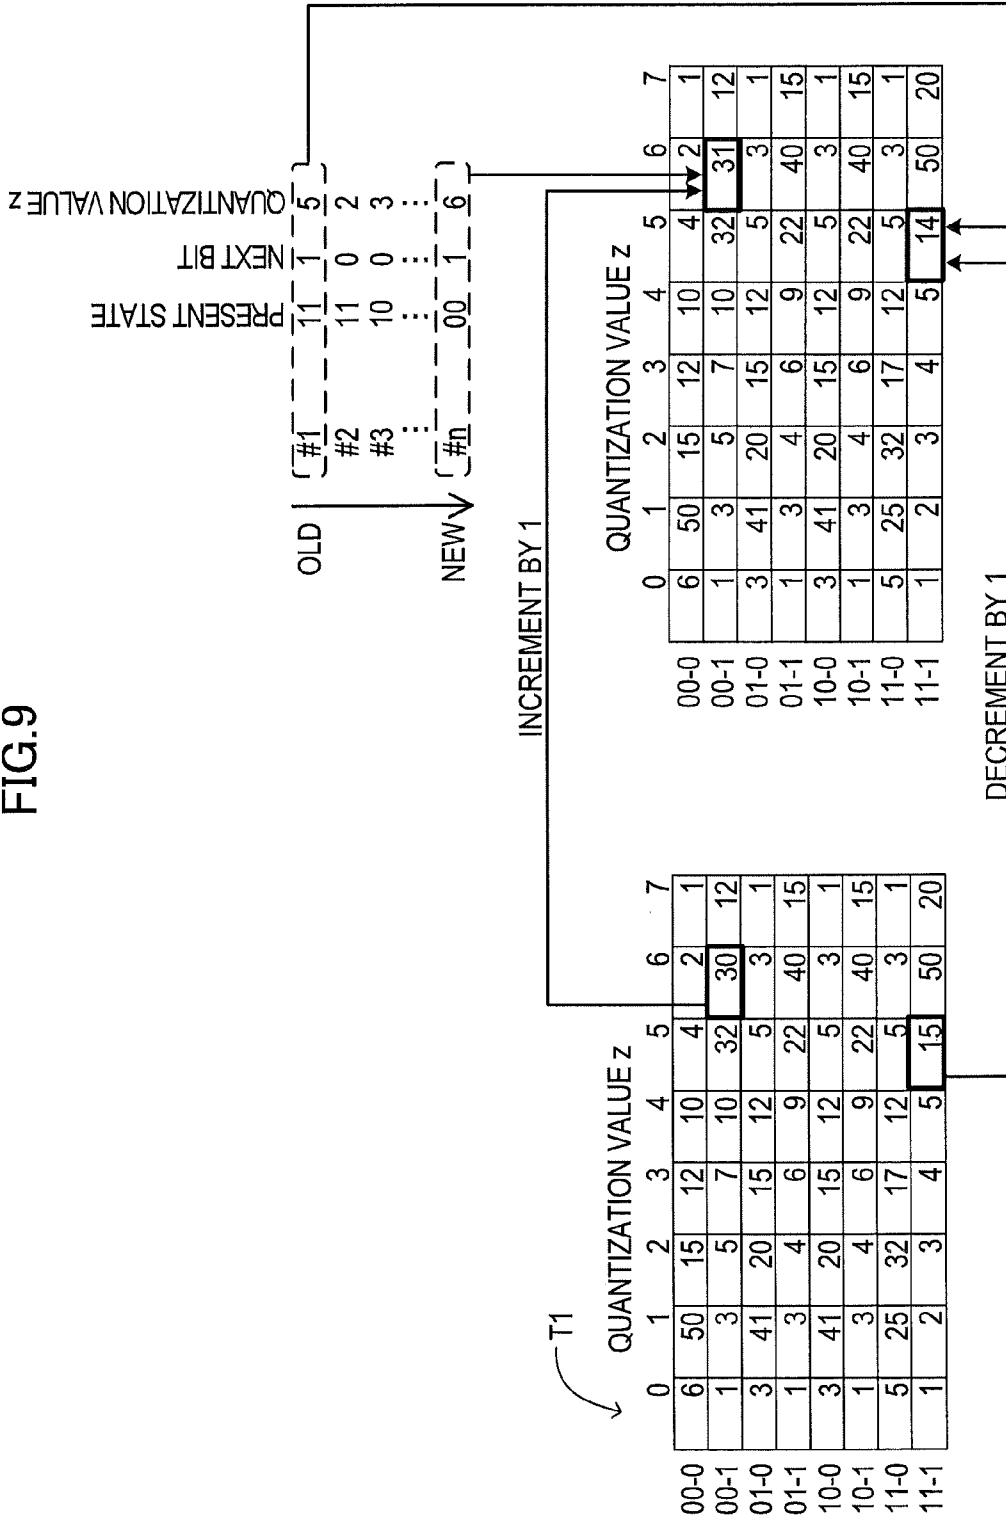 FIG.9
OLD
NEW
PRESENT STATE NEXT BIT QUANTIZATION VALUE z
#1 11 1 5
#2 11 0 2
#3 10 0 3
... ... ... ...
#n 00 1 6
INCREMENT BY 1
T1
QUANTIZATION VALUE z
0 1 2 3 4 5 6 7
00-0 6 50 15 12 10 4 2 1
00-1 1 3 5 7 10 32 30 12
01-0 3 41 20 15 12 5 3 1
01-1 1 3 4 6 9 22 40 15
10-0 3 41 20 15 12 5 3 1
10-1 1 3 4 6 9 22 40 15
11-0 5 25 32 17 12 5 3 1
11-1 1 2 3 4 5 15 50 20
QUANTIZATION VALUE z
0 1 2 3 4 5 6 7
00-0 6 50 15 12 10 4 2 1
00-1 1 3 5 7 10 32 31 12
01-0 3 41 20 15 12 5 3 1
01-1 1 3 4 6 9 22 40 15
10-0 3 41 20 15 12 5 3 1
10-1 1 3 4 6 9 22 40 15
11-0 5 25 32 17 12 5 3 1
11-1 1 2 3 4 5 14 50 20
DECREMENT BY 1